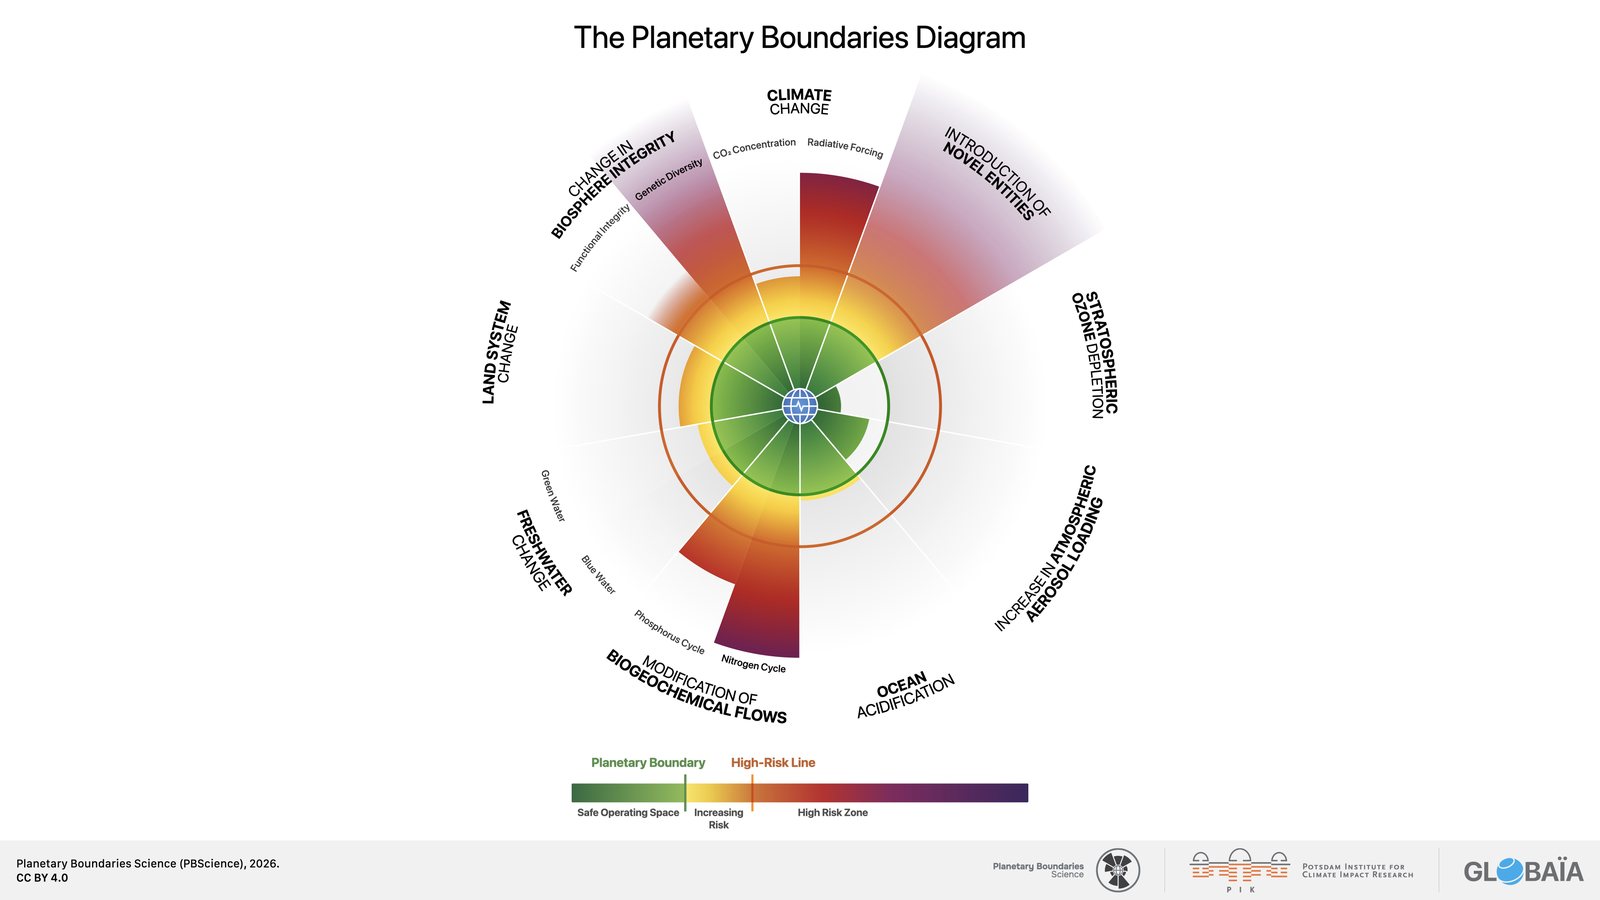 The Planetary Boundaries Diagram
CLIMATE
CHANGE
CO₂ Concentration
Radiative Forcing
INTRODUCTION OF
NOVEL ENTITIES
STRATOSPHERIC
OZONE DEPLETION
INCREASE IN ATMOSPHERIC
AEROSOL LOADING
OCEAN
ACIDIFICATION
MODIFICATION OF
BIOGEOCHEMICAL FLOWS
Phosphorus Cycle
Nitrogen Cycle
FRESHWATER
CHANGE
Green Water
Blue Water
LAND SYSTEM
CHANGE
CHANGE IN
BIOSPHERE INTEGRITY
Functional Integrity
Genetic Diversity
Planetary Boundary
High-Risk Line
Safe Operating Space
Increasing
Risk
High Risk Zone
Planetary Boundaries Science (PBScience), 2026.
CC BY 4.0
Planetary Boundaries
Science
PIK
POTSDAM INSTITUTE FOR
CLIMATE IMPACT RESEARCH
GLOBAÏA